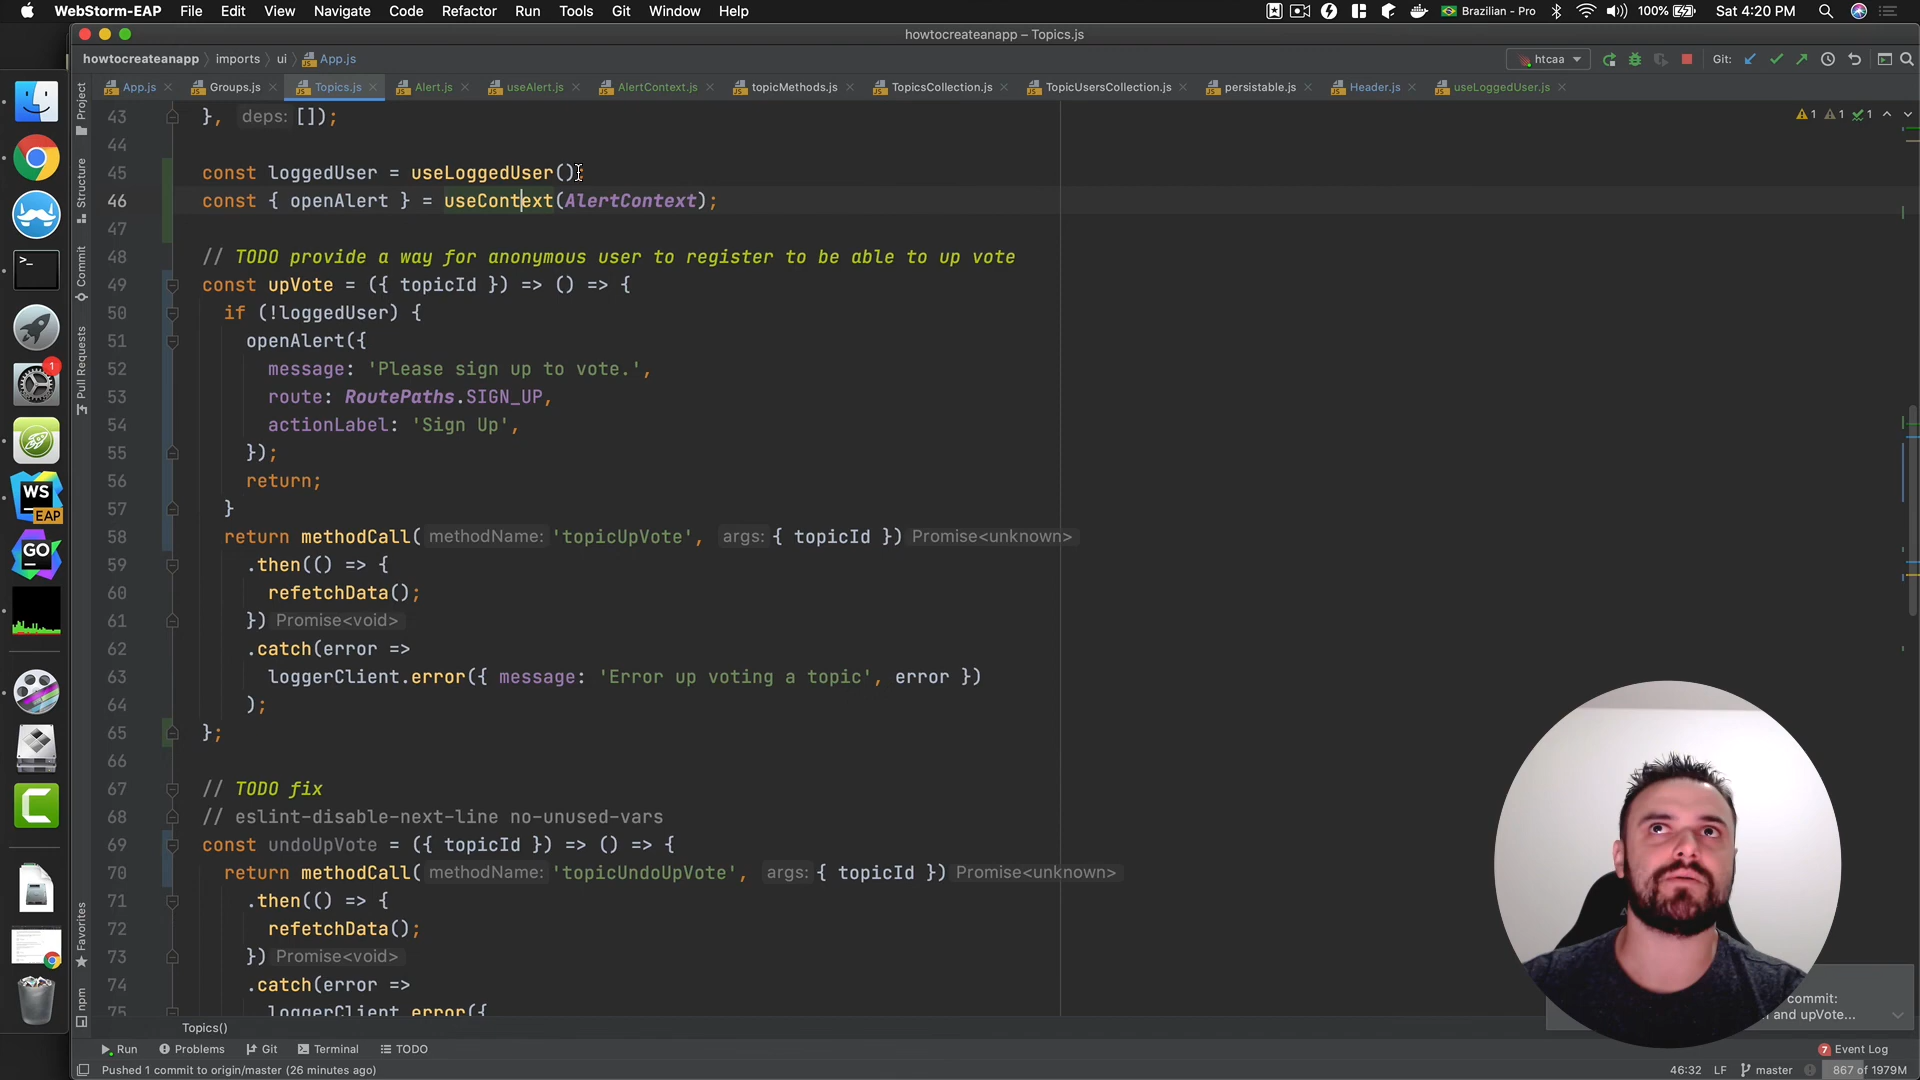 WebStorm-EAP File Edit View Navigate Code Refactor Run Tools Git Window Help
Brazilian - Pro 100% Sat 4:20 PM
howtocreateanapp – Topics.js
howtocreateanapp imports ui App.js
htcaa Git:
App.js Groups.js Topics.js Alert.js useAlert.js AlertContext.js topicMethods.js TopicsCollection.js TopicUsersCollection.js persistable.js Header.js useLoggedUser.js
Project
Structure
Commit
Pull Requests
Favorites
npm
1 1 1
43 }, deps: []);
44
45 const loggedUser = useLoggedUser();
46 const { openAlert } = useContext(AlertContext);
47
48 // TODO provide a way for anonymous user to register to be able to up vote
49 const upVote = ({ topicId }) => () => {
50 if (!loggedUser) {
51 openAlert({
52 message: 'Please sign up to vote.',
53 route: RoutePaths.SIGN_UP,
54 actionLabel: 'Sign Up',
55 });
56 return;
57 }
58 return methodCall( methodName: 'topicUpVote', args: { topicId }) Promise<unknown>
59 .then(() => {
60 refetchData();
61 }) Promise<void>
62 .catch(error =>
63 loggerClient.error({ message: 'Error up voting a topic', error })
64 );
65 };
66
67 // TODO fix
68 // eslint-disable-next-line no-unused-vars
69 const undoUpVote = ({ topicId }) => () => {
70 return methodCall( methodName: 'topicUndoUpVote', args: { topicId }) Promise<unknown>
71 .then(() => {
72 refetchData();
73 }) Promise<void>
74 .catch(error =>
75 loggerClient.error({
1
WS
EAP
GO
C
commit:
and upVote...
Topics()
Run Problems Git Terminal TODO
7 Event Log
Pushed 1 commit to origin/master (26 minutes ago)
46:32 LF master 867 of 1979M